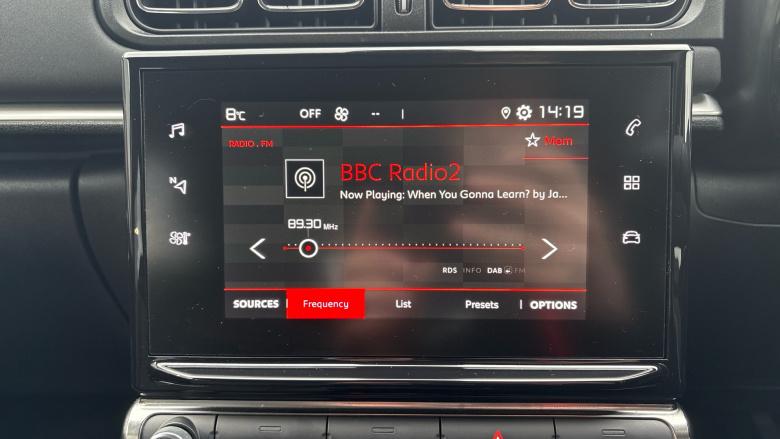 8°C OFF -- 14:19
RADIO . FM Mem
BBC Radio2
Now Playing: When You Gonna Learn? by Ja...
89.30 MHz
N
RDS INFO DAB FM
SOURCES Frequency List Presets OPTIONS